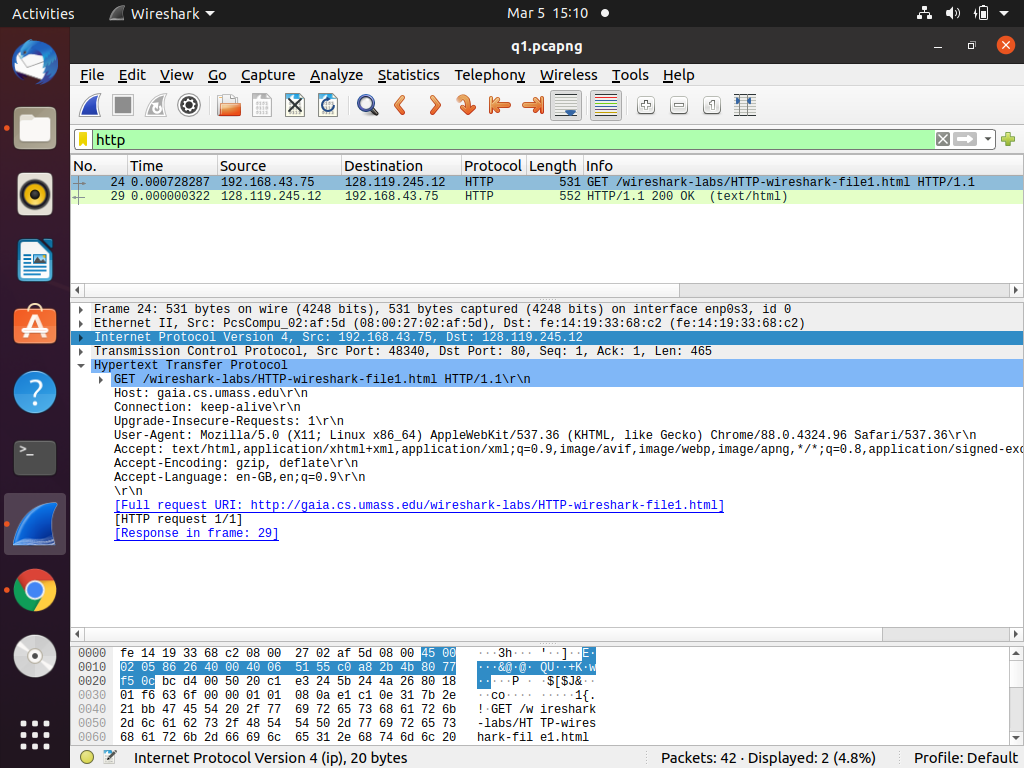 Activities Wireshark Mar 5 15:10
q1.pcapng
File Edit View Go Capture Analyze Statistics Telephony Wireless Tools Help
http
No. Time Source Destination Protocol Length Info
24 0.000728287 192.168.43.75 128.119.245.12 HTTP 531 GET /wireshark-labs/HTTP-wireshark-file1.html HTTP/1.1
29 0.000000322 128.119.245.12 192.168.43.75 HTTP 552 HTTP/1.1 200 OK (text/html)
Frame 24: 531 bytes on wire (4248 bits), 531 bytes captured (4248 bits) on interface enp0s3, id 0
Ethernet II, Src: PcsCompu_02:af:5d (08:00:27:02:af:5d), Dst: fe:14:19:33:68:c2 (fe:14:19:33:68:c2)
Internet Protocol Version 4, Src: 192.168.43.75, Dst: 128.119.245.12
Transmission Control Protocol, Src Port: 48340, Dst Port: 80, Seq: 1, Ack: 1, Len: 465
Hypertext Transfer Protocol
GET /wireshark-labs/HTTP-wireshark-file1.html HTTP/1.1\r\n
Host: gaia.cs.umass.edu\r\n
Connection: keep-alive\r\n
Upgrade-Insecure-Requests: 1\r\n
User-Agent: Mozilla/5.0 (X11; Linux x86_64) AppleWebKit/537.36 (KHTML, like Gecko) Chrome/88.0.4324.96 Safari/537.36\r\n
Accept: text/html,application/xhtml+xml,application/xml;q=0.9,image/avif,image/webp,image/apng,*/*;q=0.8,application/signed-exc
Accept-Encoding: gzip, deflate\r\n
Accept-Language: en-GB,en;q=0.9\r\n
\r\n
[Full request URI: http://gaia.cs.umass.edu/wireshark-labs/HTTP-wireshark-file1.html]
[HTTP request 1/1]
[Response in frame: 29]
0000 fe 14 19 33 68 c2 08 00 27 02 af 5d 08 00 45 00 ···3h··· '··]··E·
0010 02 05 86 26 40 00 40 06 51 55 c0 a8 2b 4b 80 77 ···&@·@· QU··+K·w
0020 f5 0c bc d4 00 50 20 c1 e3 24 5b 24 4a 26 80 18 ·····P · ·$[$J&··
0030 01 f6 63 6f 00 00 01 01 08 0a e1 c1 0e 31 7b 2e ··co···· ·····1{.
0040 21 bb 47 45 54 20 2f 77 69 72 65 73 68 61 72 6b !·GET /w ireshark
0050 2d 6c 61 62 73 2f 48 54 54 50 2d 77 69 72 65 73 -labs/HT TP-wires
0060 68 61 72 6b 2d 66 69 6c 65 31 2e 68 74 6d 6c 20 hark-fil e1.html
Internet Protocol Version 4 (ip), 20 bytes Packets: 42 · Displayed: 2 (4.8%) Profile: Default